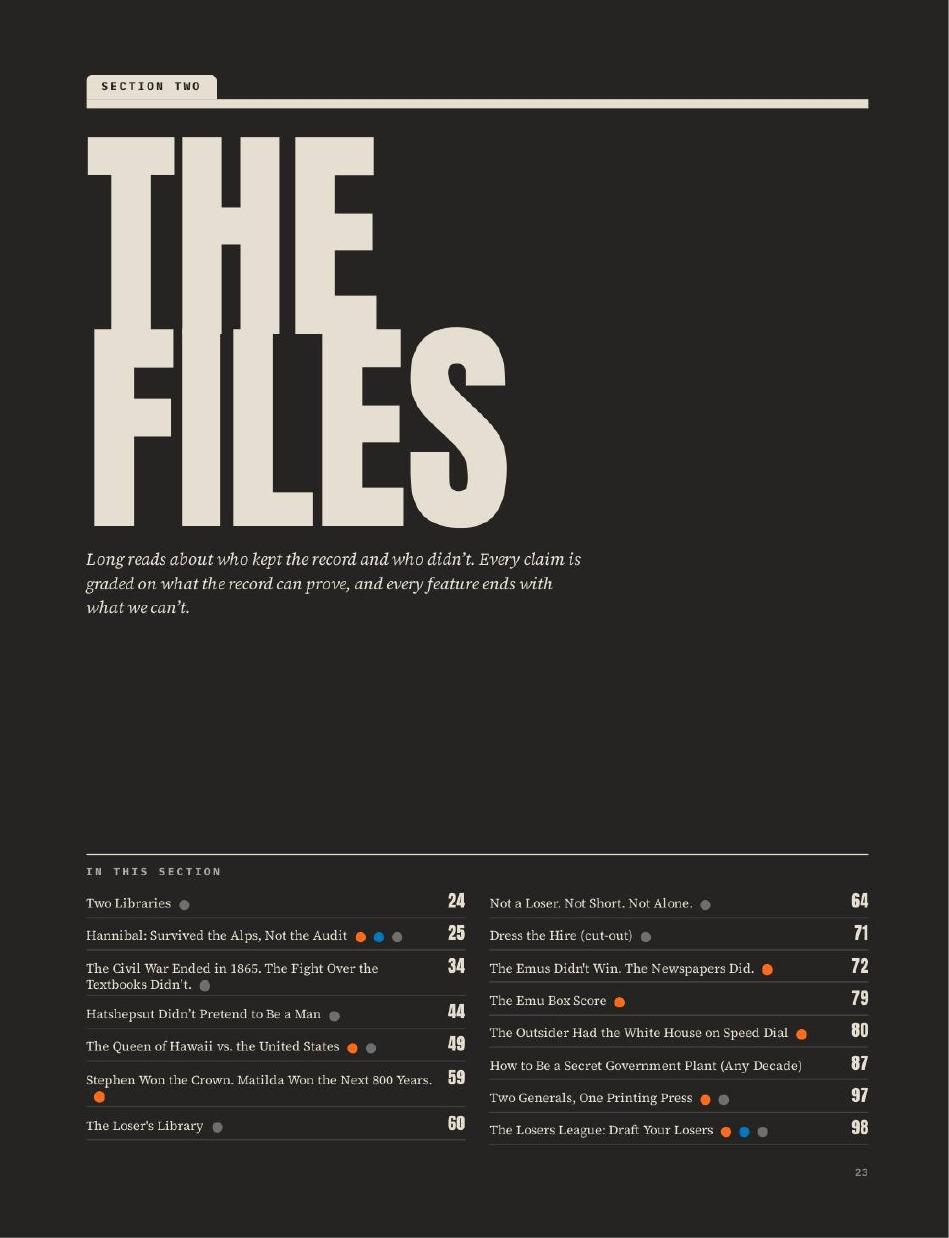 SECTION TWO
THE
FILES
Long reads about who kept the record and who didn’t. Every claim is
graded on what the record can prove, and every feature ends with
what we can’t.
IN THIS SECTION
Two Libraries 24
Hannibal: Survived the Alps, Not the Audit 25
The Civil War Ended in 1865. The Fight Over the 34
Textbooks Didn't.
Hatshepsut Didn’t Pretend to Be a Man 44
The Queen of Hawaii vs. the United States 49
Stephen Won the Crown. Matilda Won the Next 800 Years. 59
The Loser's Library 60
Not a Loser. Not Short. Not Alone. 64
Dress the Hire (cut-out) 71
The Emus Didn't Win. The Newspapers Did. 72
The Emu Box Score 79
The Outsider Had the White House on Speed Dial 80
How to Be a Secret Government Plant (Any Decade) 87
Two Generals, One Printing Press 97
The Losers League: Draft Your Losers 98
23